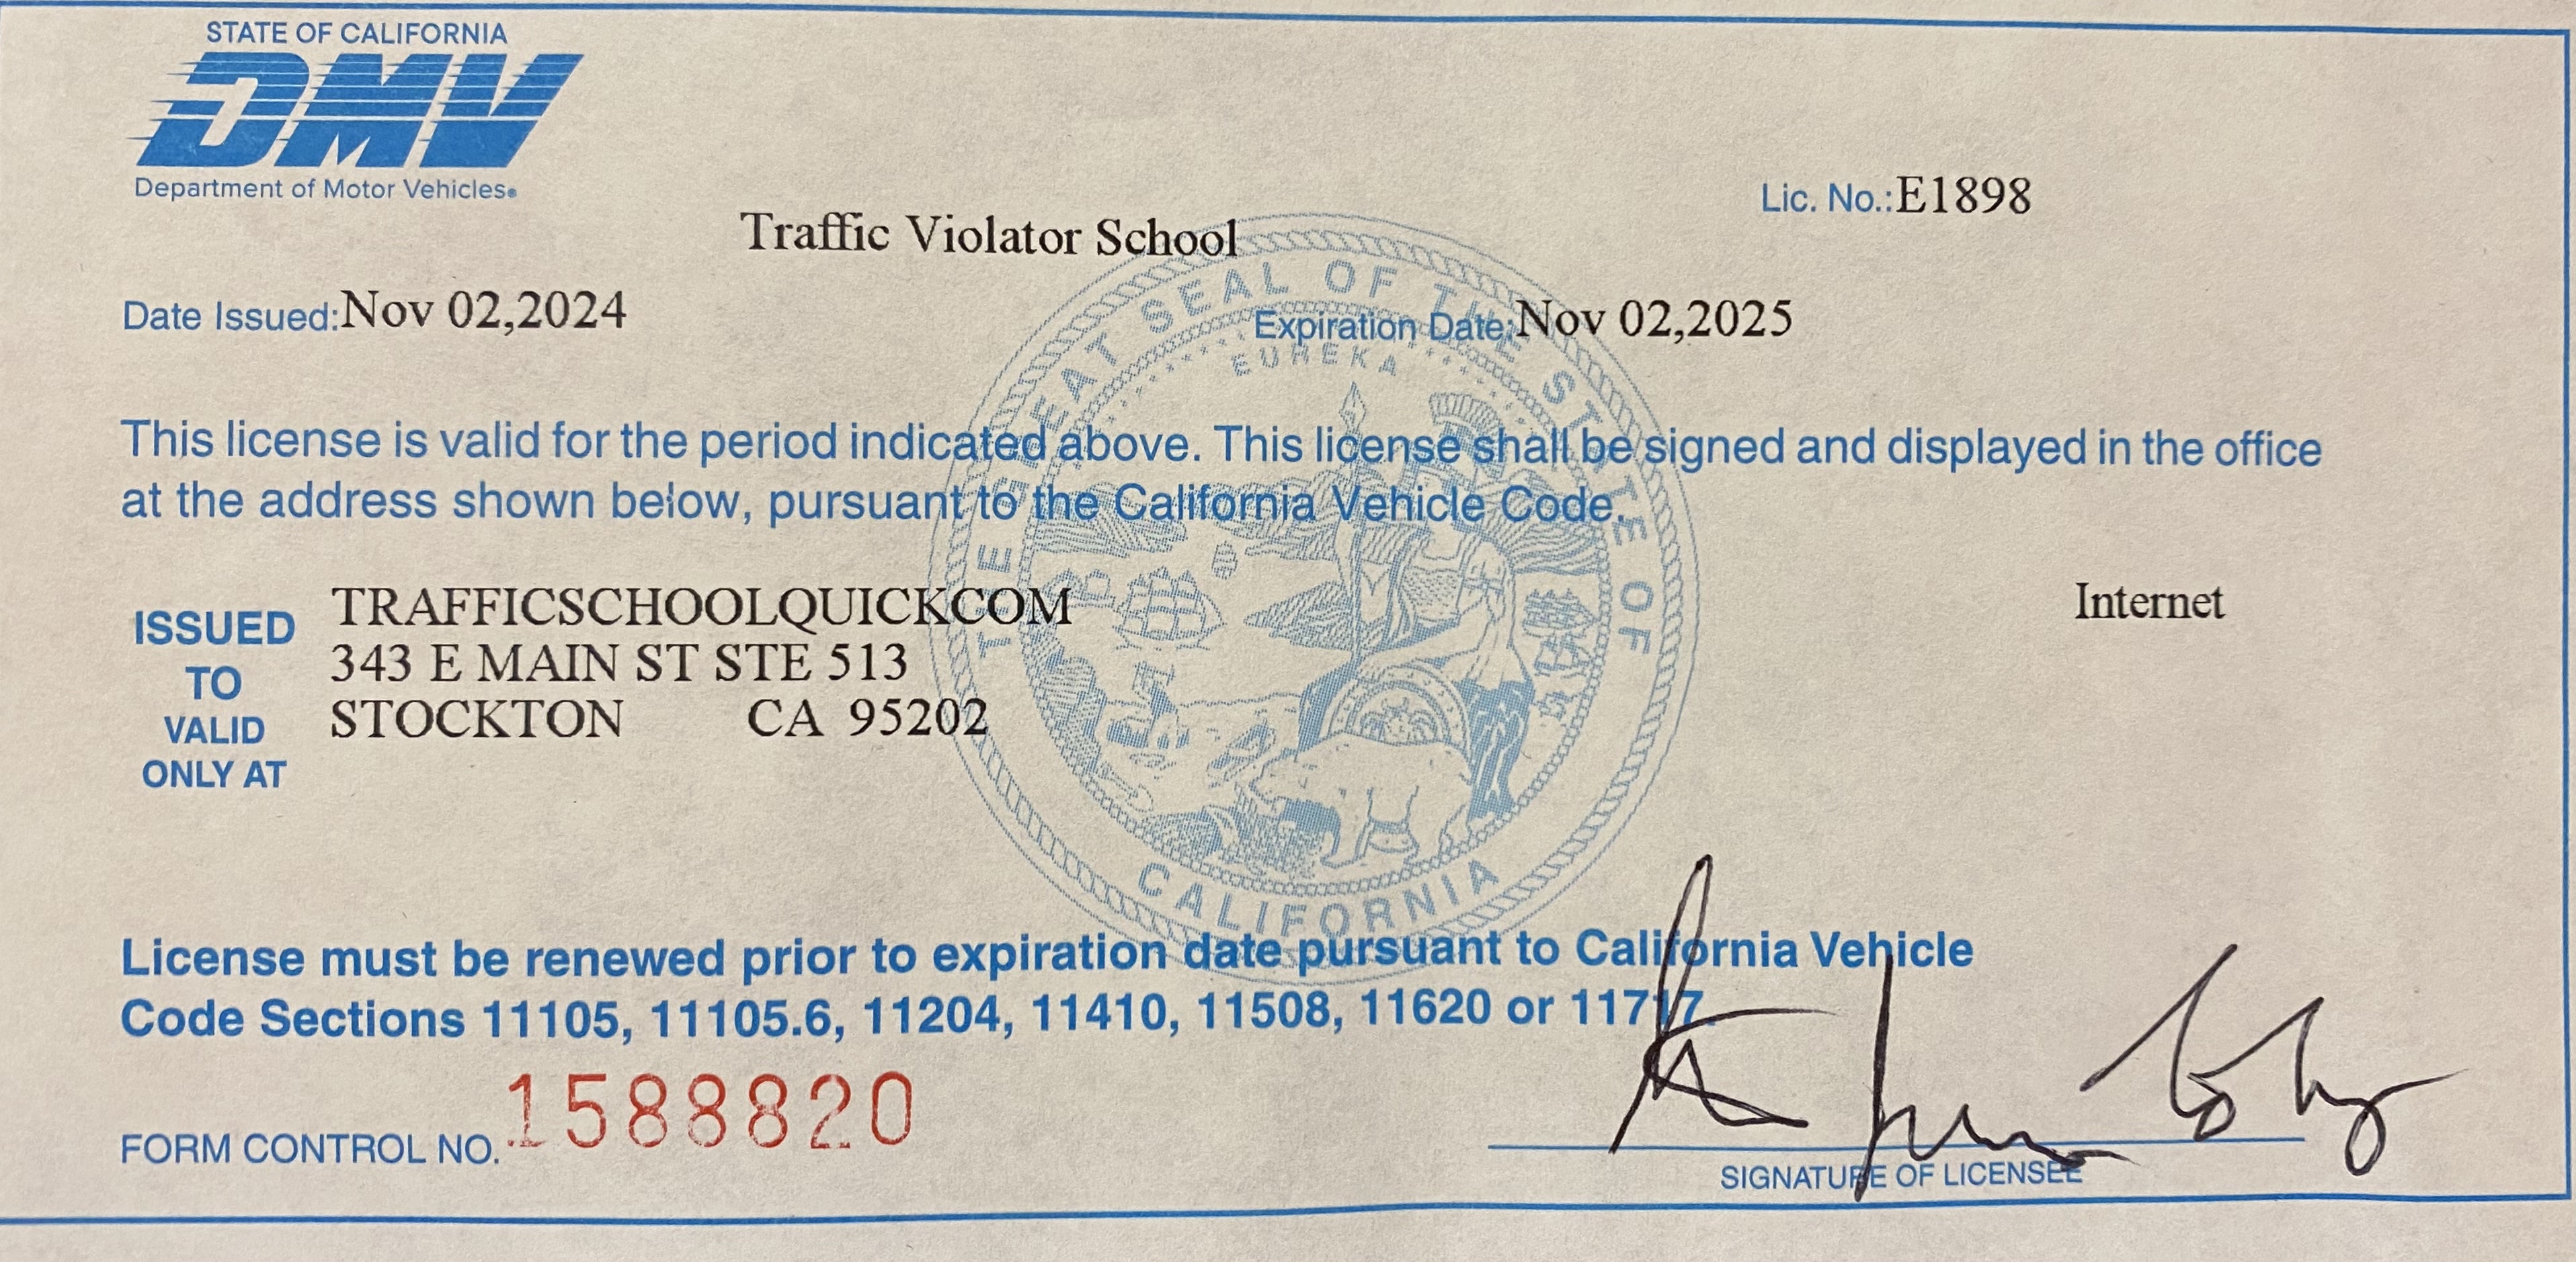 STATE OF CALIFORNIA
DMV
Department of Motor Vehicles®
Lic. No.:E1898
Traffic Violator School
Date Issued:Nov 02,2024
Expiration Date:Nov 02,2025
This license is valid for the period indicated above. This license shall be signed and displayed in the office
at the address shown below, pursuant to the California Vehicle Code.
ISSUED
TO
VALID
ONLY AT
TRAFFICSCHOOLQUICKCOM
343 E MAIN ST STE 513
STOCKTON CA 95202
Internet
THE GREAT SEAL OF THE STATE OF CALIFORNIA
EUREKA
License must be renewed prior to expiration date pursuant to California Vehicle
Code Sections 11105, 11105.6, 11204, 11410, 11508, 11620 or 11717.
FORM CONTROL NO. 1588820
SIGNATURE OF LICENSEE